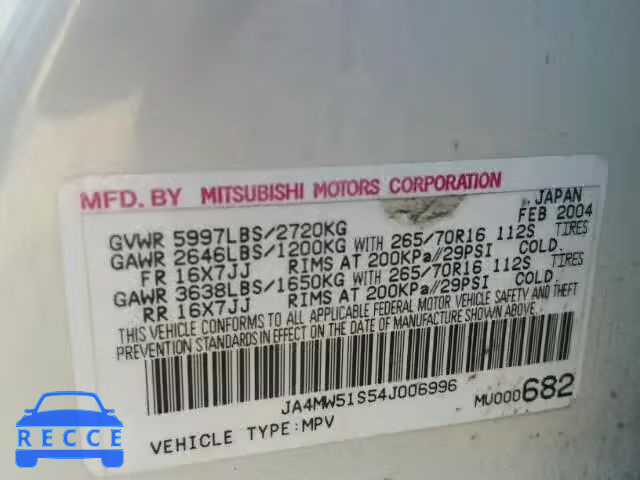 MFD. BY MITSUBISHI MOTORS CORPORATION
JAPAN
FEB 2004
GVWR 5997LBS/2720KG
GAWR 2646LBS/1200KG WITH 265/70R16 112S TIRES
FR 16X7JJ RIMS AT 200KPa//29PSI COLD.
GAWR 3638LBS/1650KG WITH 265/70R16 112S TIRES
RR 16X7JJ RIMS AT 200KPa//29PSI COLD.
THIS VEHICLE CONFORMS TO ALL APPLICABLE FEDERAL MOTOR VEHICLE SAFETY AND THEFT
PREVENTION STANDARDS IN EFFECT ON THE DATE OF MANUFACTURE SHOWN ABOVE.
JA4MW51S54J006996
MU000682
VEHICLE TYPE:MPV
RECCE